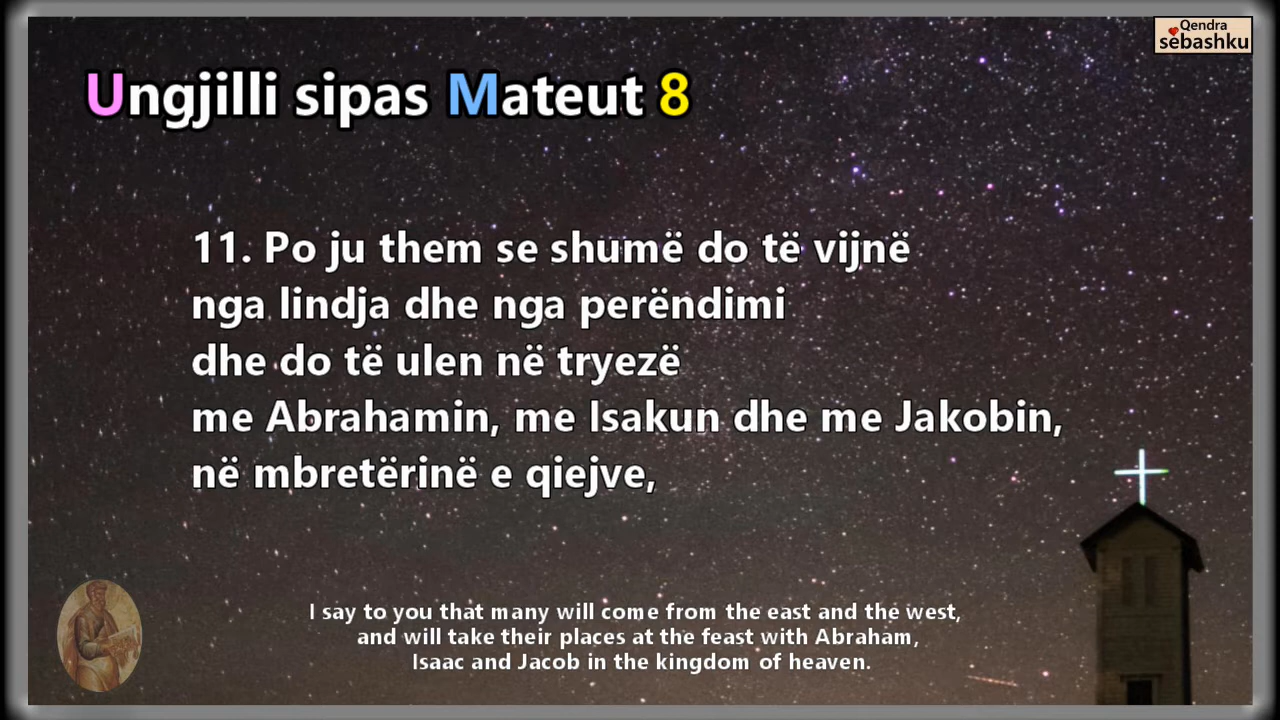 Qendra
sëbashku
Ungjilli sipas Mateut 8
11. Po ju them se shumë do të vijnë
nga lindja dhe nga perëndimi
dhe do të ulen në tryezë
me Abrahamin, me Isakun dhe me Jakobin,
në mbretërinë e qiejve,
I say to you that many will come from the east and the west,
and will take their places at the feast with Abraham,
Isaac and Jacob in the kingdom of heaven.